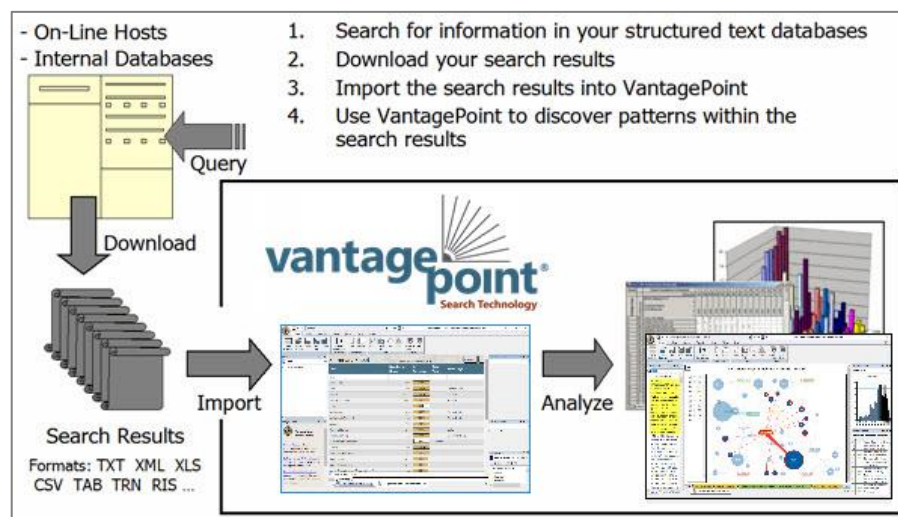 - On-Line Hosts
- Internal Databases
1. Search for information in your structured text databases
2. Download your search results
3. Import the search results into VantagePoint
4. Use VantagePoint to discover patterns within the
search results
Query
Download
vantage
point®
Search Technology
Import
Analyze
Search Results
Formats: TXT XML XLS
CSV TAB TRN RIS ...